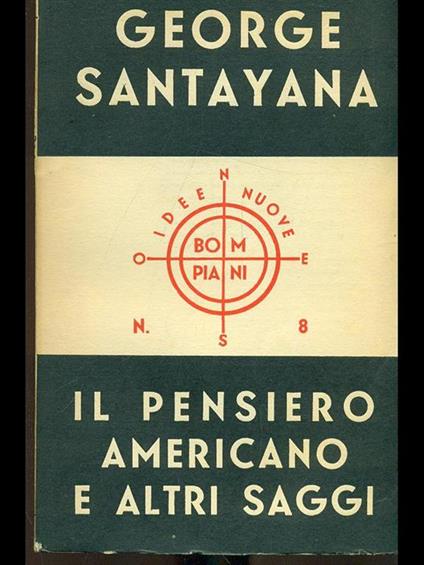 GEORGE
SANTAYANA
N
IDEE NUOVE
BOM
O E
PIANI
N. S 8
IL PENSIERO
AMERICANO
E ALTRI SAGGI